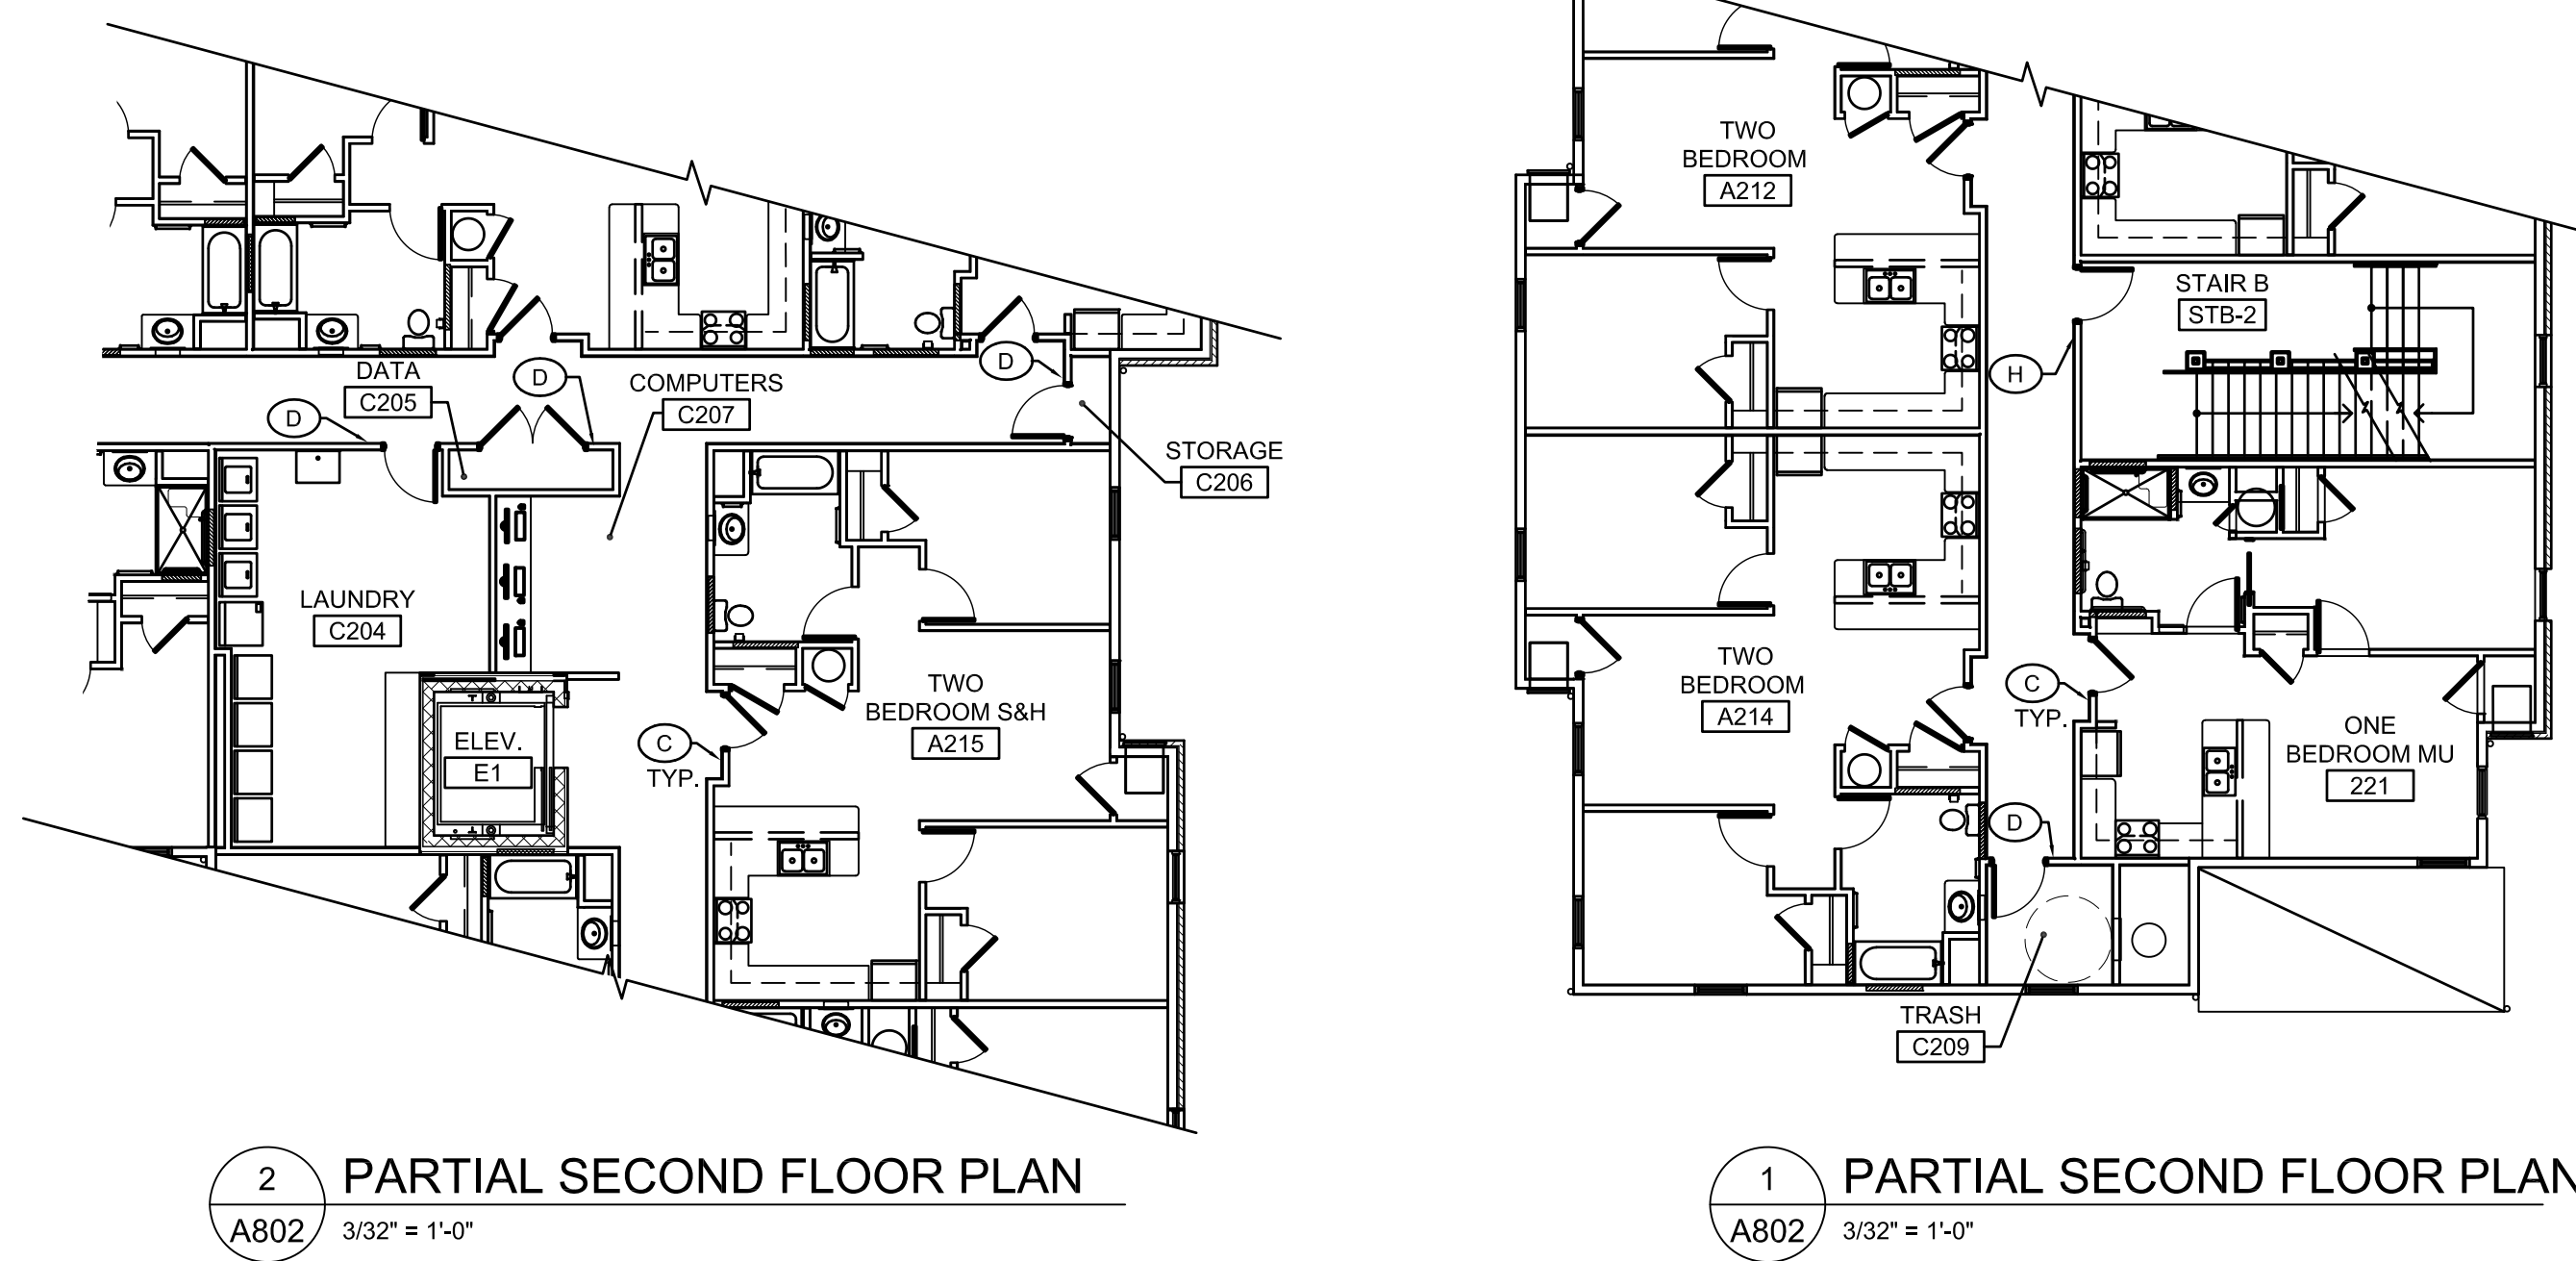 DATA
C205
D
D
COMPUTERS
C207
D
STORAGE
C206
LAUNDRY
C204
ELEV.
E1
C
TYP.
TWO
BEDROOM S&H
A215
2
A802
PARTIAL SECOND FLOOR PLAN
3/32" = 1'-0"
TWO
BEDROOM
A212
STAIR B
STB-2
H
TWO
BEDROOM
A214
C
TYP.
ONE
BEDROOM MU
221
D
TRASH
C209
1
A802
PARTIAL SECOND FLOOR PLAN
3/32" = 1'-0"